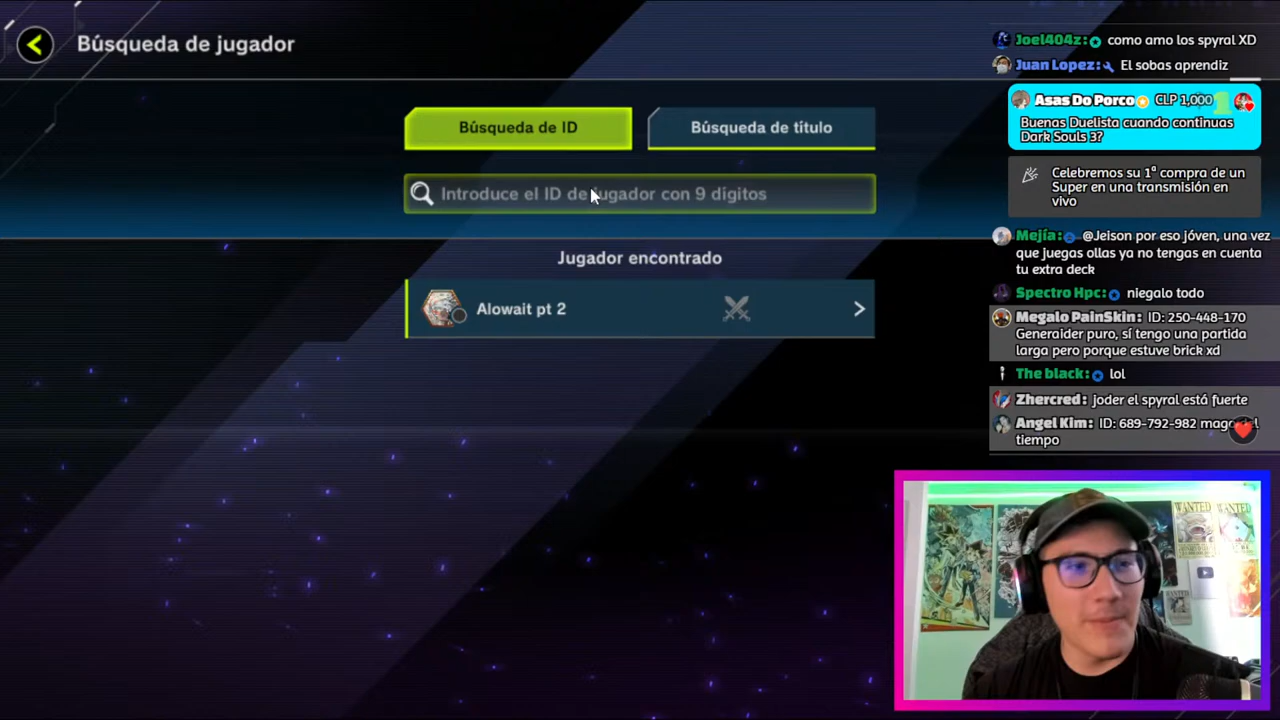 Búsqueda de jugador
Búsqueda de ID
Búsqueda de título
Introduce el ID de jugador con 9 dígitos
Jugador encontrado
Alowait pt 2
Joel404z: como amo los spyral XD
Juan Lopez: El sobas aprendiz
Asas Do Porco CLP 1,000
Buenas Duelista cuando continuas
Dark Souls 3?
Celebremos su 1ª compra de un
Super en una transmisión en
vivo
Mejía: @Jeison por eso jóven, una vez
que juegas ollas ya no tengas en cuenta
tu extra deck
Spectro Hpc: niegalo todo
Megalo PainSkin: ID: 250-448-170
Generaider puro, sí tengo una partida
larga pero porque estuve brick xd
The black: lol
Zhercred: joder el spyral está fuerte
Angel Kim: ID: 689-792-982
tiempo
WANTED